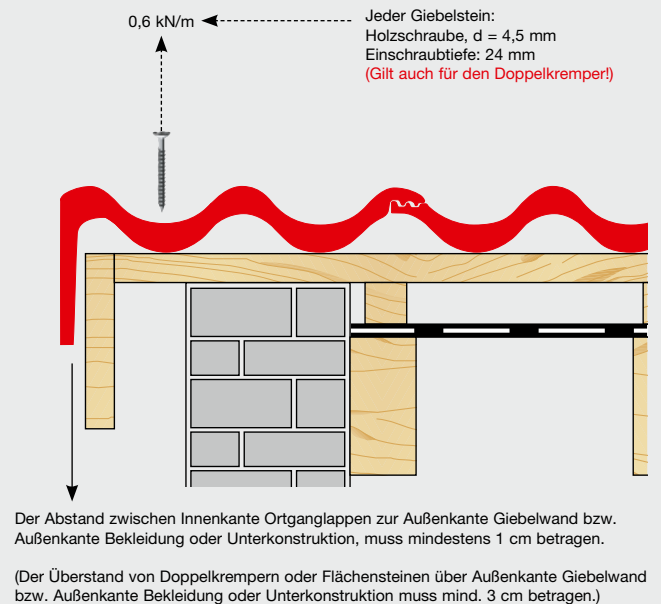 0,6 kN/m
Jeder Giebelstein:
Holzschraube, d = 4,5 mm
Einschraubtiefe: 24 mm
(Gilt auch für den Doppelkremper!)
Der Abstand zwischen Innenkante Ortganglappen zur Außenkante Giebelwand bzw.
Außenkante Bekleidung oder Unterkonstruktion, muss mindestens 1 cm betragen.
(Der Überstand von Doppelkrempern oder Flächensteinen über Außenkante Giebelwand
bzw. Außenkante Bekleidung oder Unterkonstruktion muss mind. 3 cm betragen.)